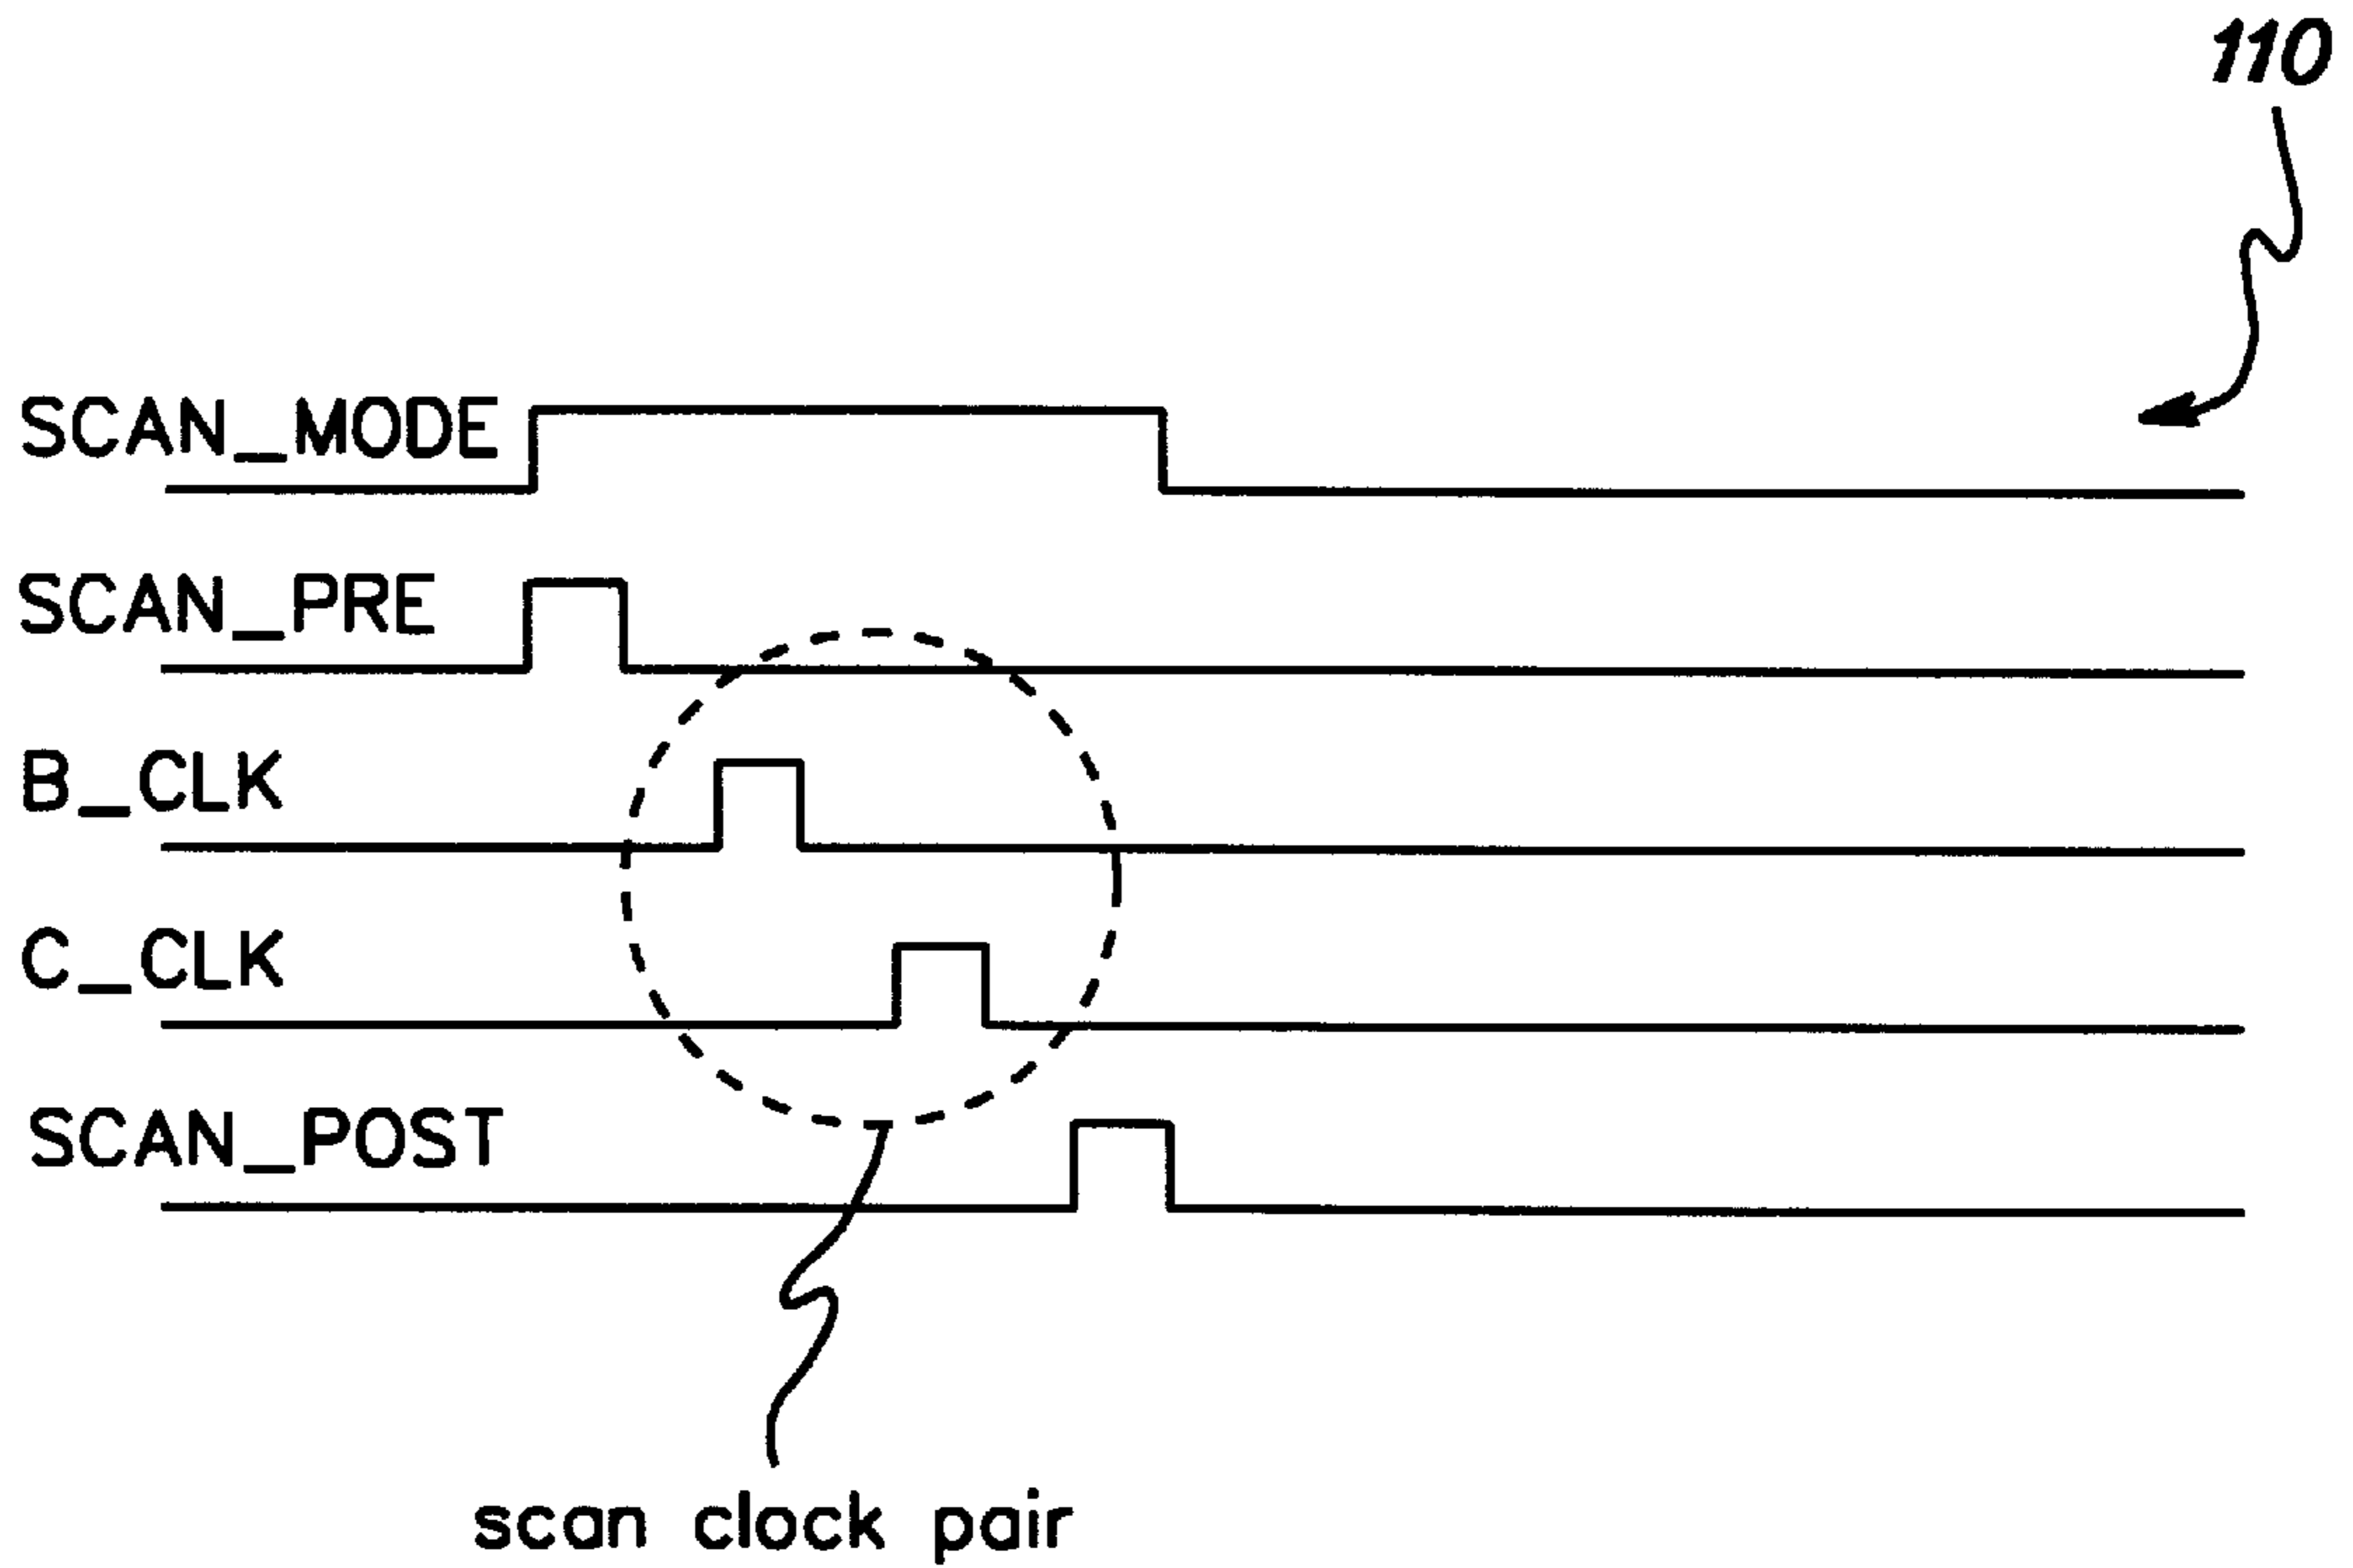 110
SCAN_MODE
SCAN_PRE
B_CLK
C_CLK
SCAN_POST
scan clock pair